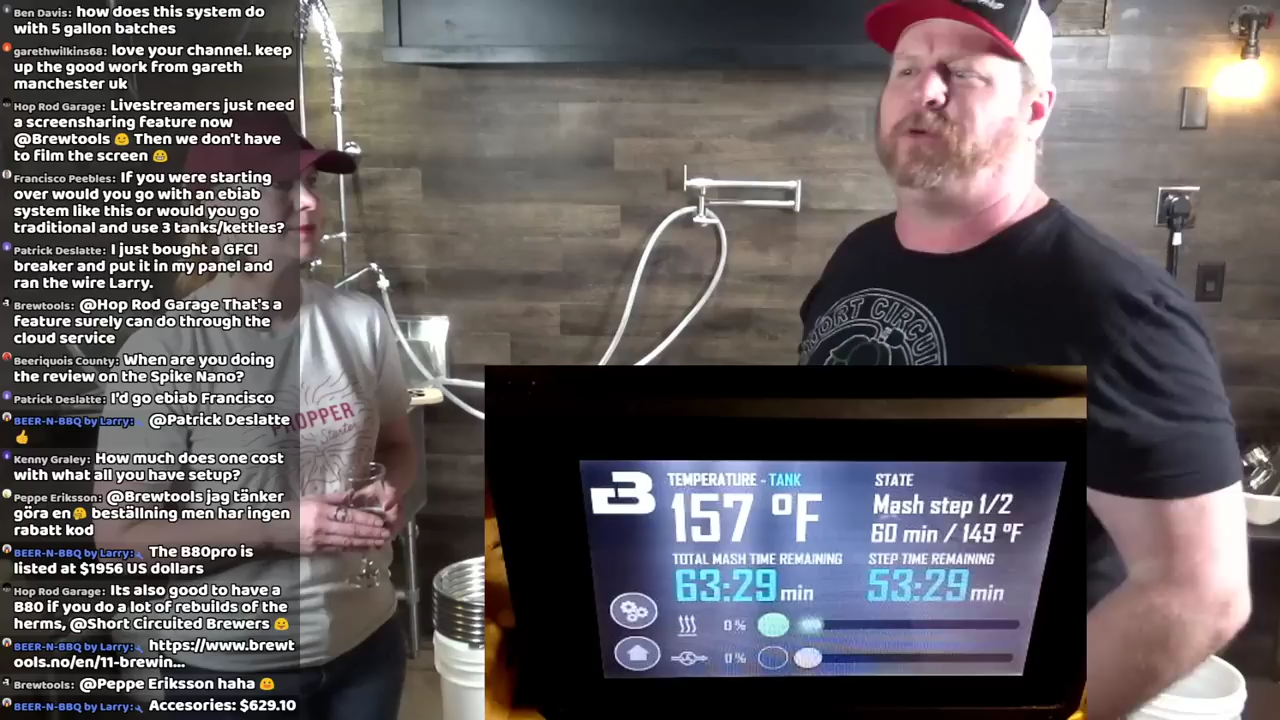 Ben Davis: how does this system do
with 5 gallon batches
garethwilkins68: love your channel. keep
up the good work from gareth
manchester uk
Hop Rod Garage: Livestreamers just need
a screensharing feature now
@Brewtools 🙂 Then we don't have
to film the screen 😁
Francisco Peebles: If you were starting
over would you go with an ebiab
system like this or would you go
traditional and use 3 tanks/kettles?
Patrick Deslatte: I just bought a GFCI
breaker and put it in my panel and
ran the wire Larry.
Brewtools: @Hop Rod Garage That's a
feature surely can do through the
cloud service
Beeriquois County: When are you doing
the review on the Spike Nano?
Patrick Deslatte: I'd go ebiab Francisco
BEER-N-BBQ by Larry: @Patrick Deslatte
👍
Kenny Graley: How much does one cost
with what all you have setup?
Peppe Eriksson: @Brewtools jag tänker
göra en🤔 beställning men har ingen
rabatt kod
BEER-N-BBQ by Larry: The B80pro is
listed at $1956 US dollars
Hop Rod Garage: Its also good to have a
B80 if you do a lot of rebuilds of the
herms, @Short Circuited Brewers 🙂
BEER-N-BBQ by Larry: https://www.brewt
ools.no/en/11-brewin...
Brewtools: @Peppe Eriksson haha 🙂
BEER-N-BBQ by Larry: Accesories: $629.10
HOPPER
Starter
SHORT CIRCUI
B
TEMPERATURE - TANK
157 °F
STATE
Mash step 1/2
60 min / 149 °F
TOTAL MASH TIME REMAINING
63:29 min
STEP TIME REMAINING
53:29 min
0 %
0 %